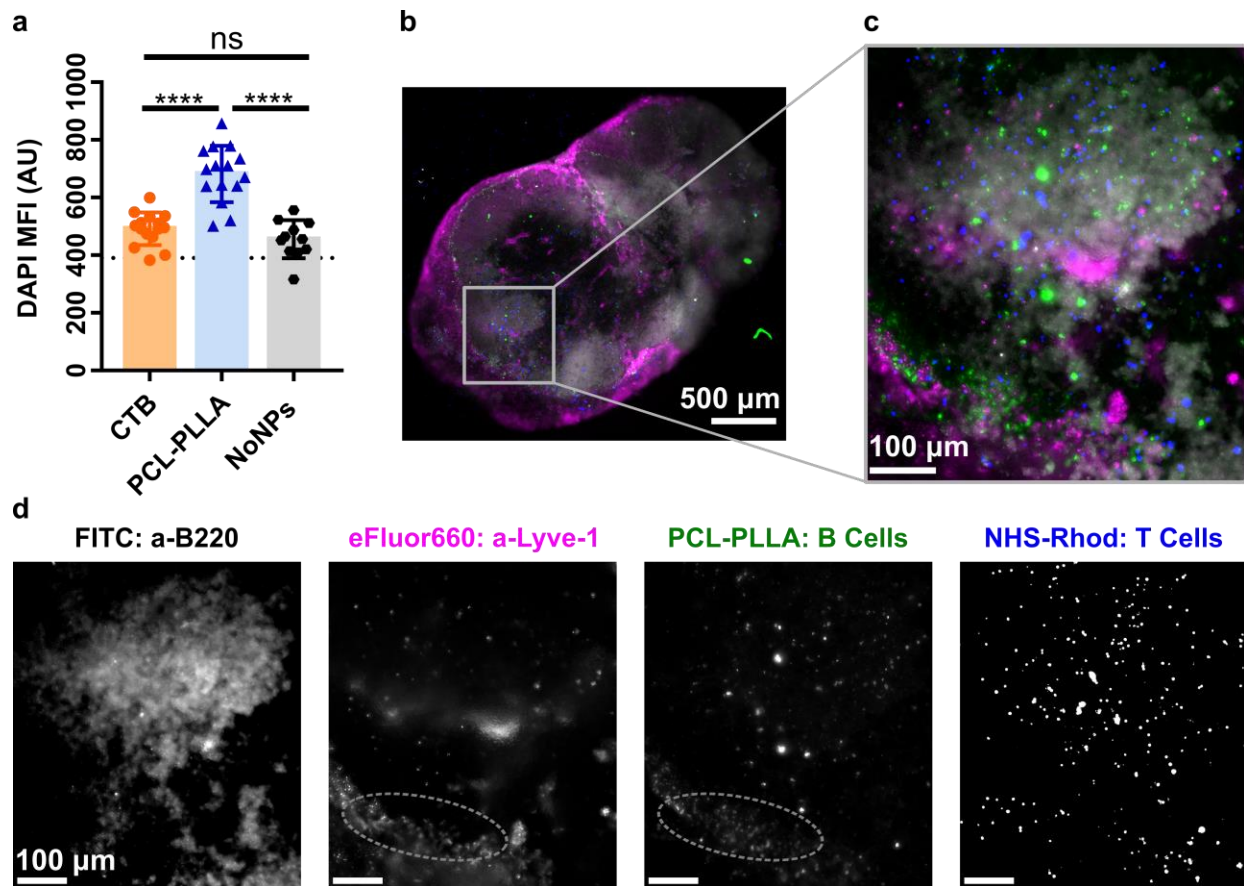 a
ns
**** ****
DAPI MFI (AU)
1000
800
600
400
200
0
CTB
PCL-PLLA
NoNPs
b
500 µm
c
100 µm
d
FITC: a-B220
eFluor660: a-Lyve-1
PCL-PLLA: B Cells
NHS-Rhod: T Cells
100 µm